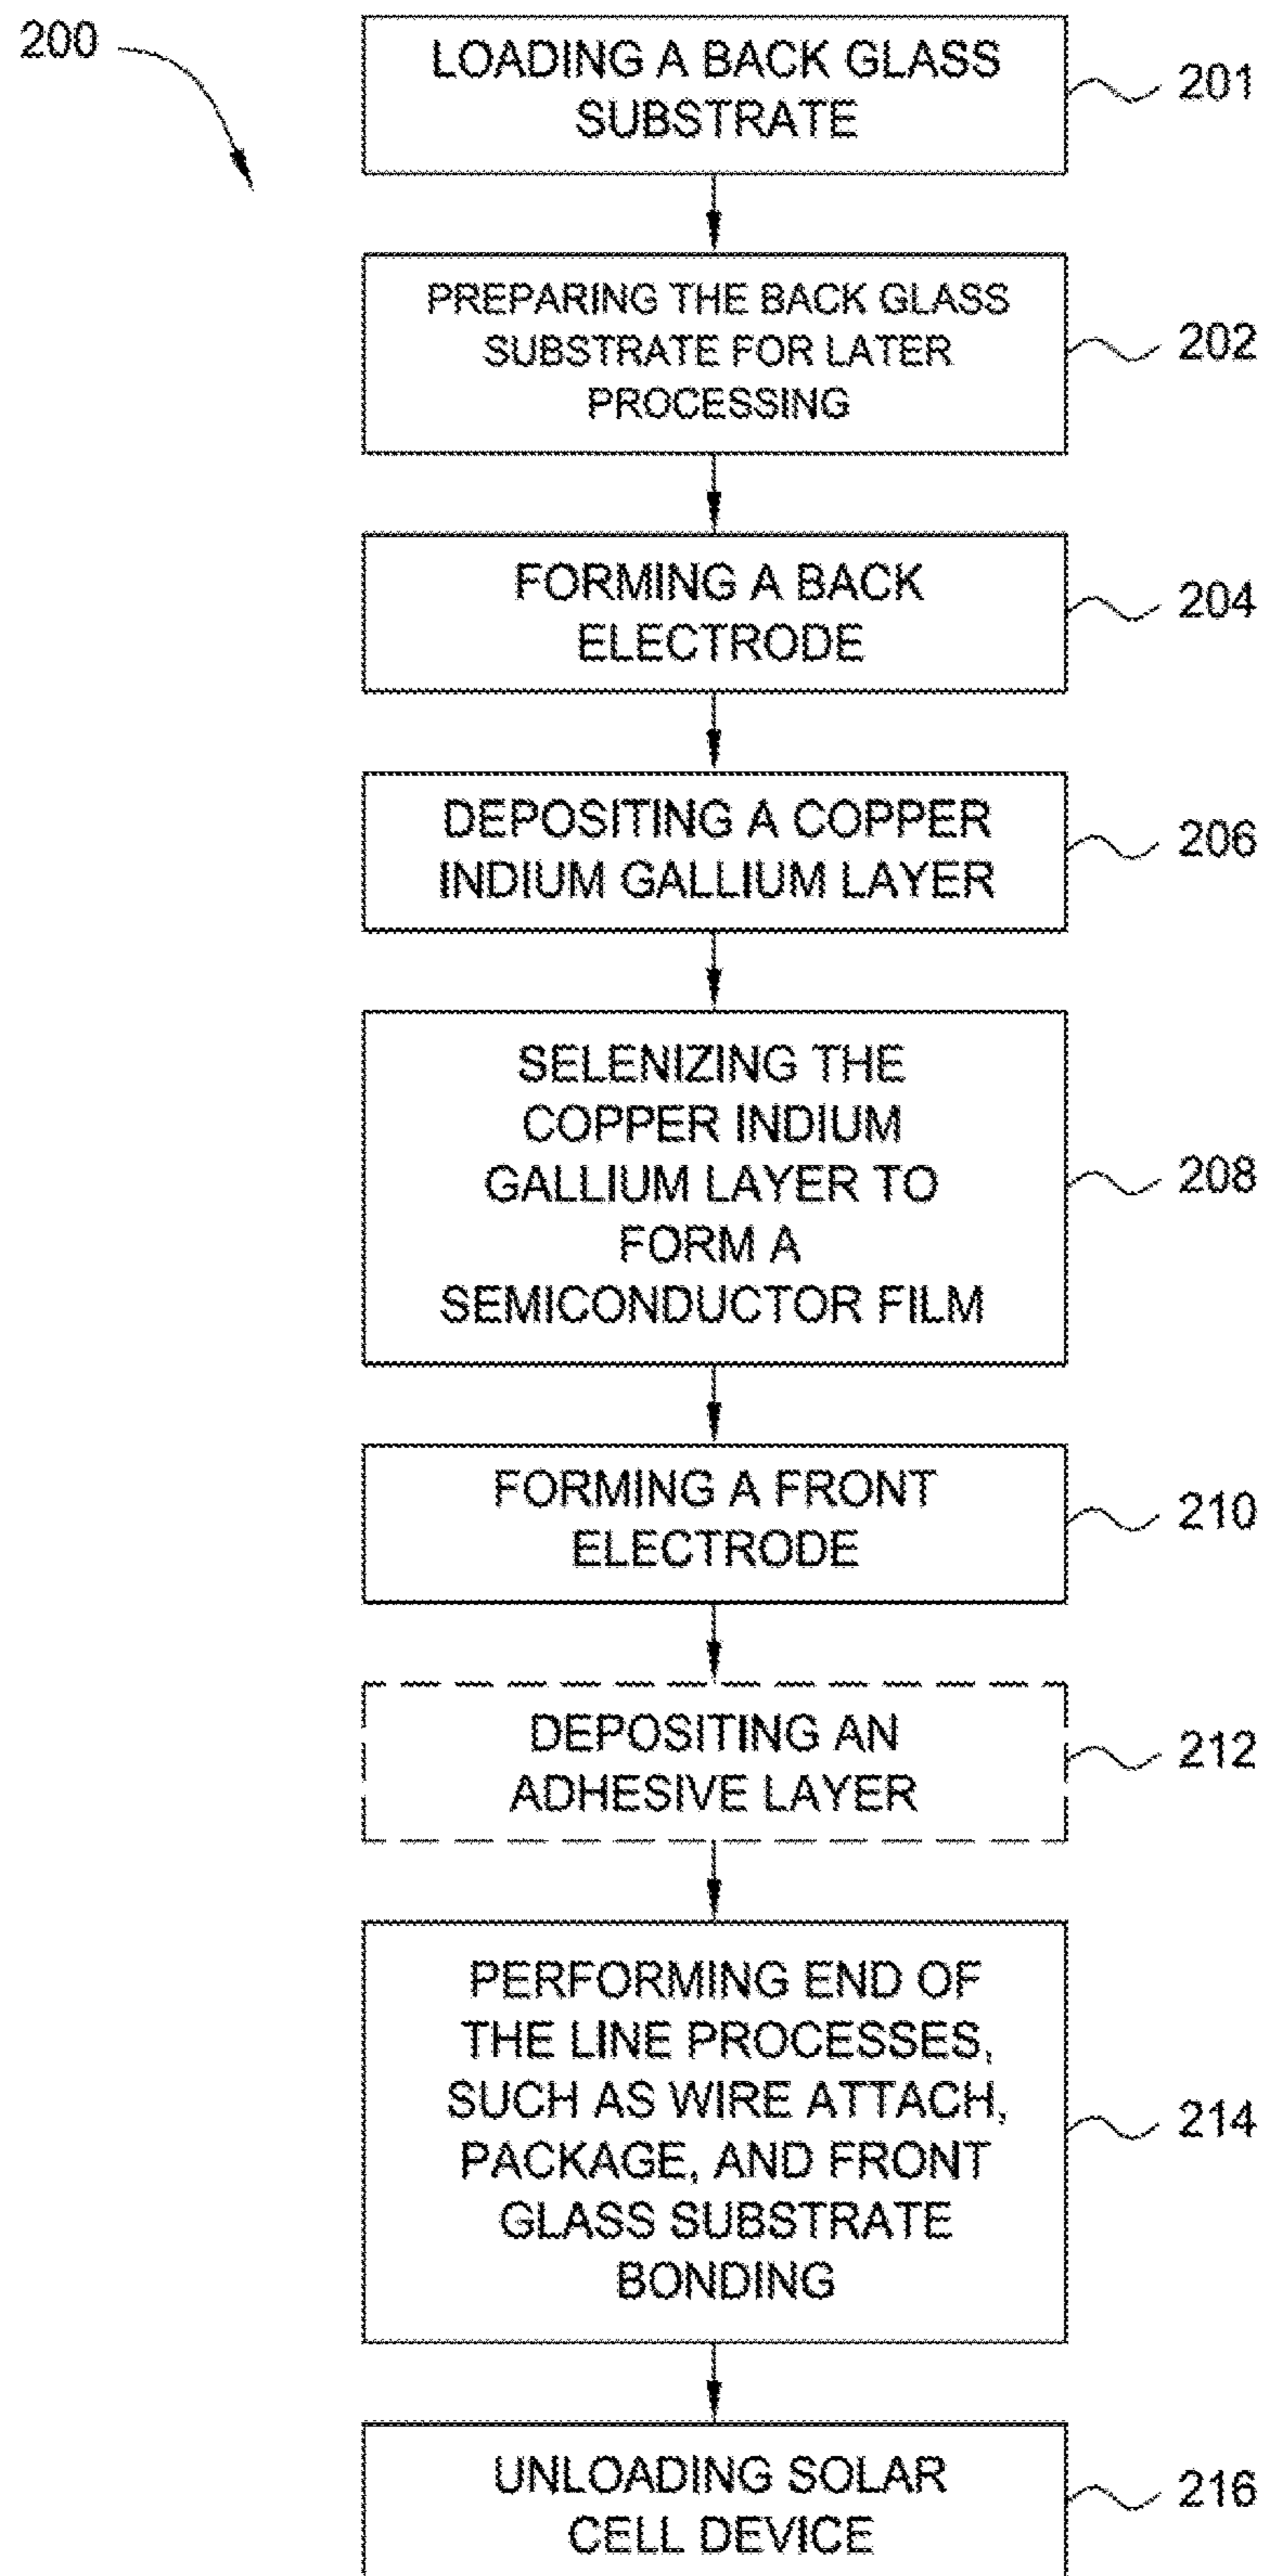 200
LOADING A BACK GLASS
SUBSTRATE
201
PREPARING THE BACK GLASS
SUBSTRATE FOR LATER
PROCESSING
202
FORMING A BACK
ELECTRODE
204
DEPOSITING A COPPER
INDIUM GALLIUM LAYER
206
SELENIZING THE
COPPER INDIUM
GALLIUM LAYER TO
FORM A
SEMICONDUCTOR FILM
208
FORMING A FRONT
ELECTRODE
210
DEPOSITING AN
ADHESIVE LAYER
212
PERFORMING END OF
THE LINE PROCESSES,
SUCH AS WIRE ATTACH,
PACKAGE, AND FRONT
GLASS SUBSTRATE
BONDING
214
UNLOADING SOLAR
CELL DEVICE
216